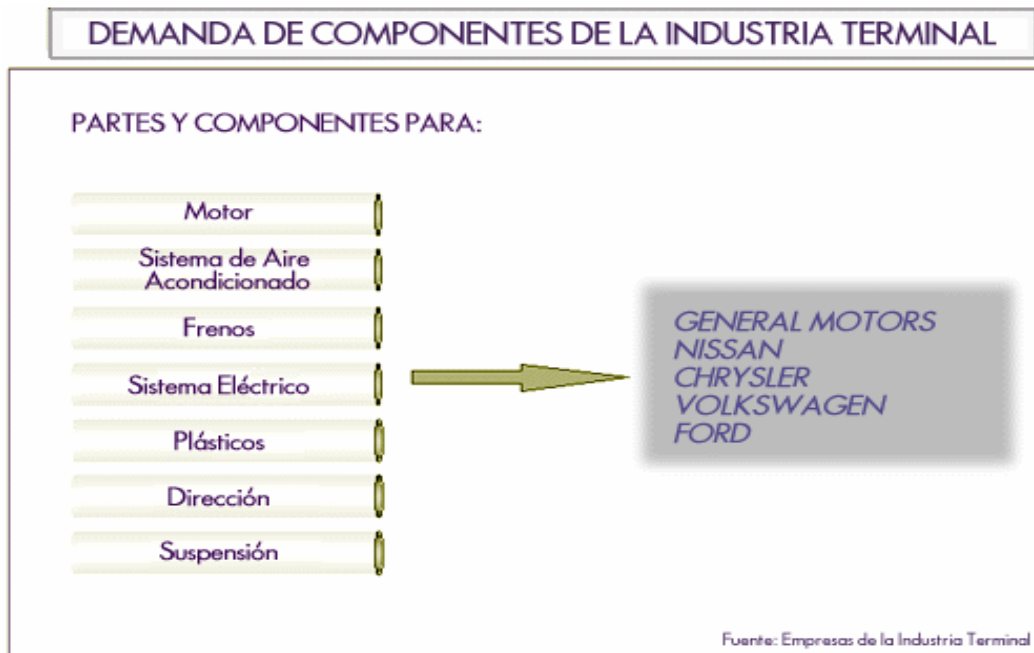 DEMANDA DE COMPONENTES DE LA INDUSTRIA TERMINAL
PARTES Y COMPONENTES PARA:
Motor
Sistema de Aire
Acondicionado
Frenos
Sistema Eléctrico
Plásticos
Dirección
Suspensión
GENERAL MOTORS
NISSAN
CHRYSLER
VOLKSWAGEN
FORD
Fuente: Empresas de la Industria Terminal